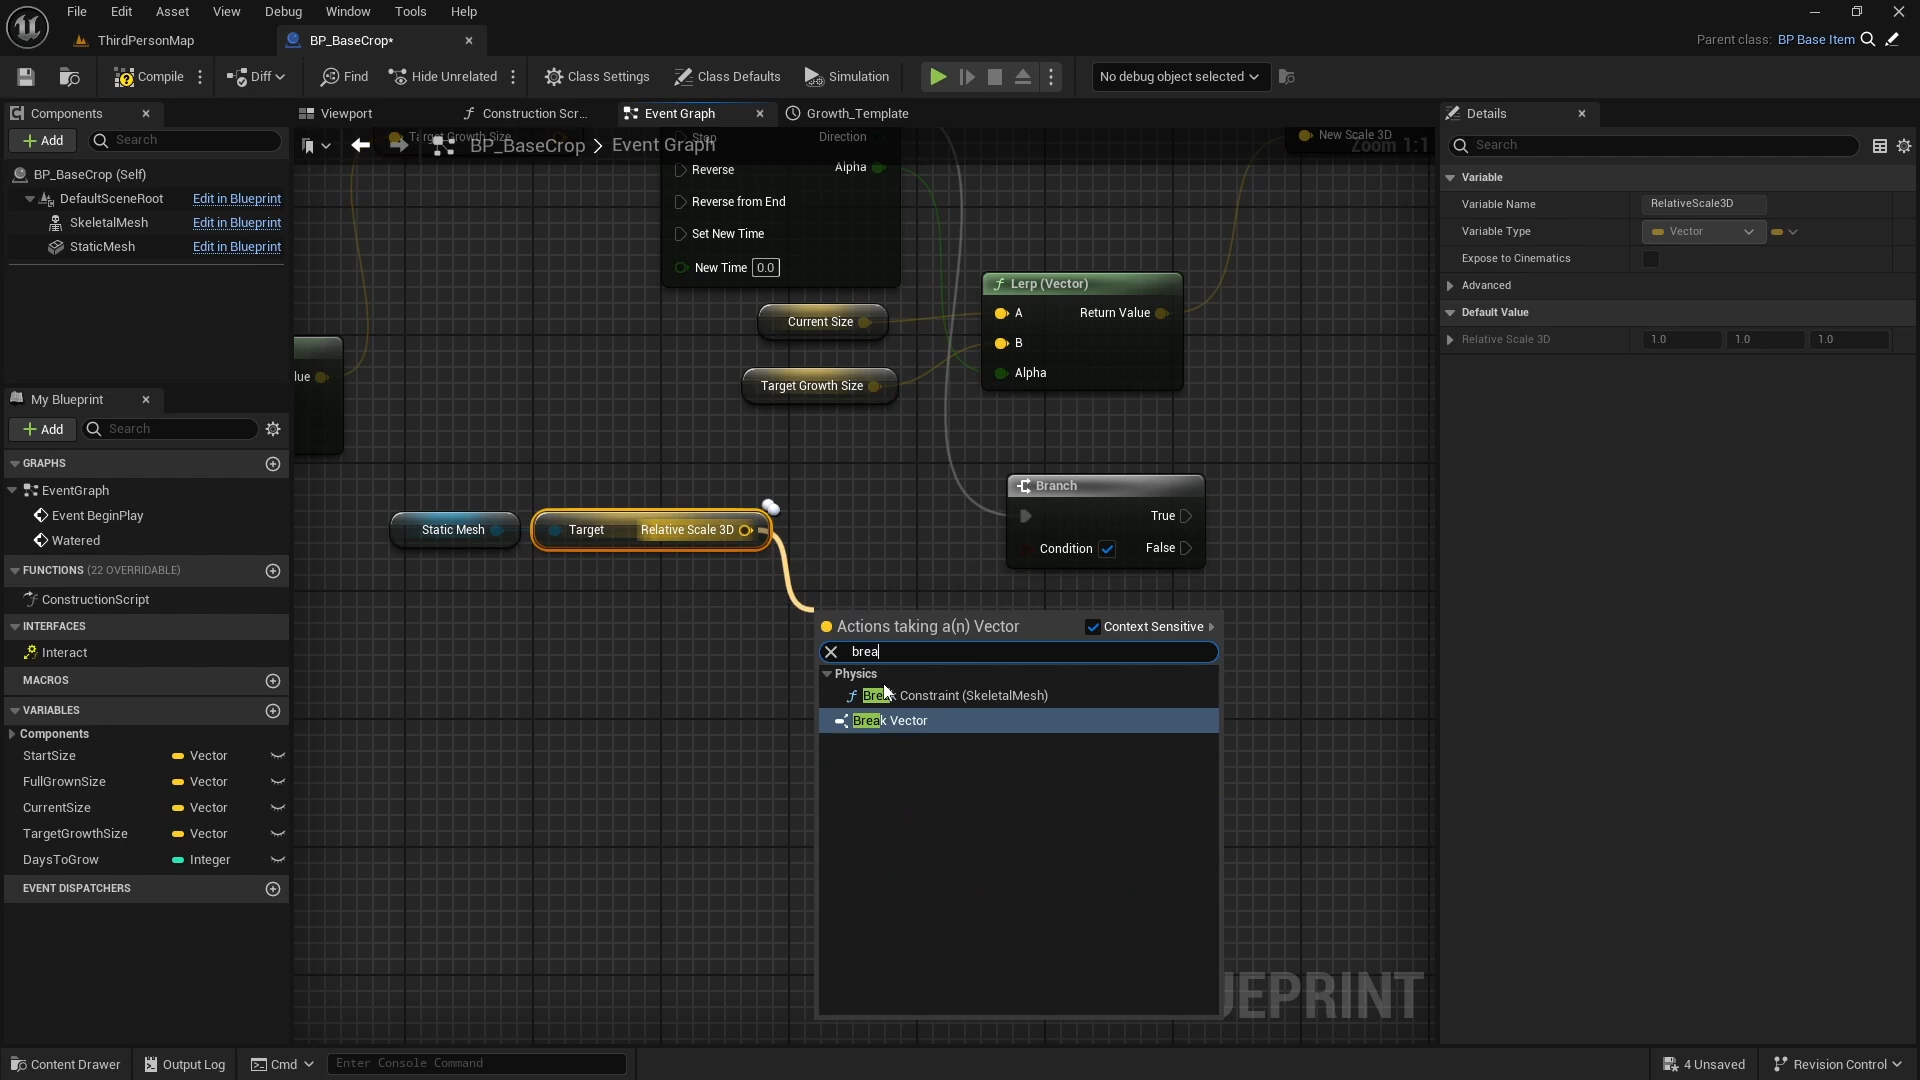 File Edit Asset View Debug Window Tools Help
ThirdPersonMap BP_BaseCrop*
Parent class: BP Base Item
Compile Diff Find Hide Unrelated Class Settings Class Defaults Simulation No debug object selected
Components
Add Search
BP_BaseCrop (Self)
DefaultSceneRoot Edit in Blueprint
SkeletalMesh Edit in Blueprint
StaticMesh Edit in Blueprint
My Blueprint
Add Search
GRAPHS
EventGraph
Event BeginPlay
Watered
FUNCTIONS (22 OVERRIDABLE)
ConstructionScript
INTERFACES
Interact
MACROS
VARIABLES
Components
StartSize Vector
FullGrownSize Vector
CurrentSize Vector
TargetGrowthSize Vector
DaysToGrow Integer
EVENT DISPATCHERS
Viewport Construction Scr... Event Graph Growth_Template
BP_BaseCrop > Event Graph
Zoom 1:1
Target Growth Size
Stop Direction
New Scale 3D
Reverse Alpha
Reverse from End
Set New Time
New Time 0.0
Lerp (Vector)
A Return Value
B
Alpha
Current Size
Target Growth Size
lue
Static Mesh
Target Relative Scale 3D
Branch
True
Condition False
Actions taking a(n) Vector Context Sensitive
brea
Physics
Break Constraint (SkeletalMesh)
Break Vector
UEPRINT
Details
Search
Variable
Variable Name RelativeScale3D
Variable Type Vector
Expose to Cinematics
Advanced
Default Value
Relative Scale 3D 1.0 1.0 1.0
Content Drawer Output Log Cmd Enter Console Command
4 Unsaved Revision Control